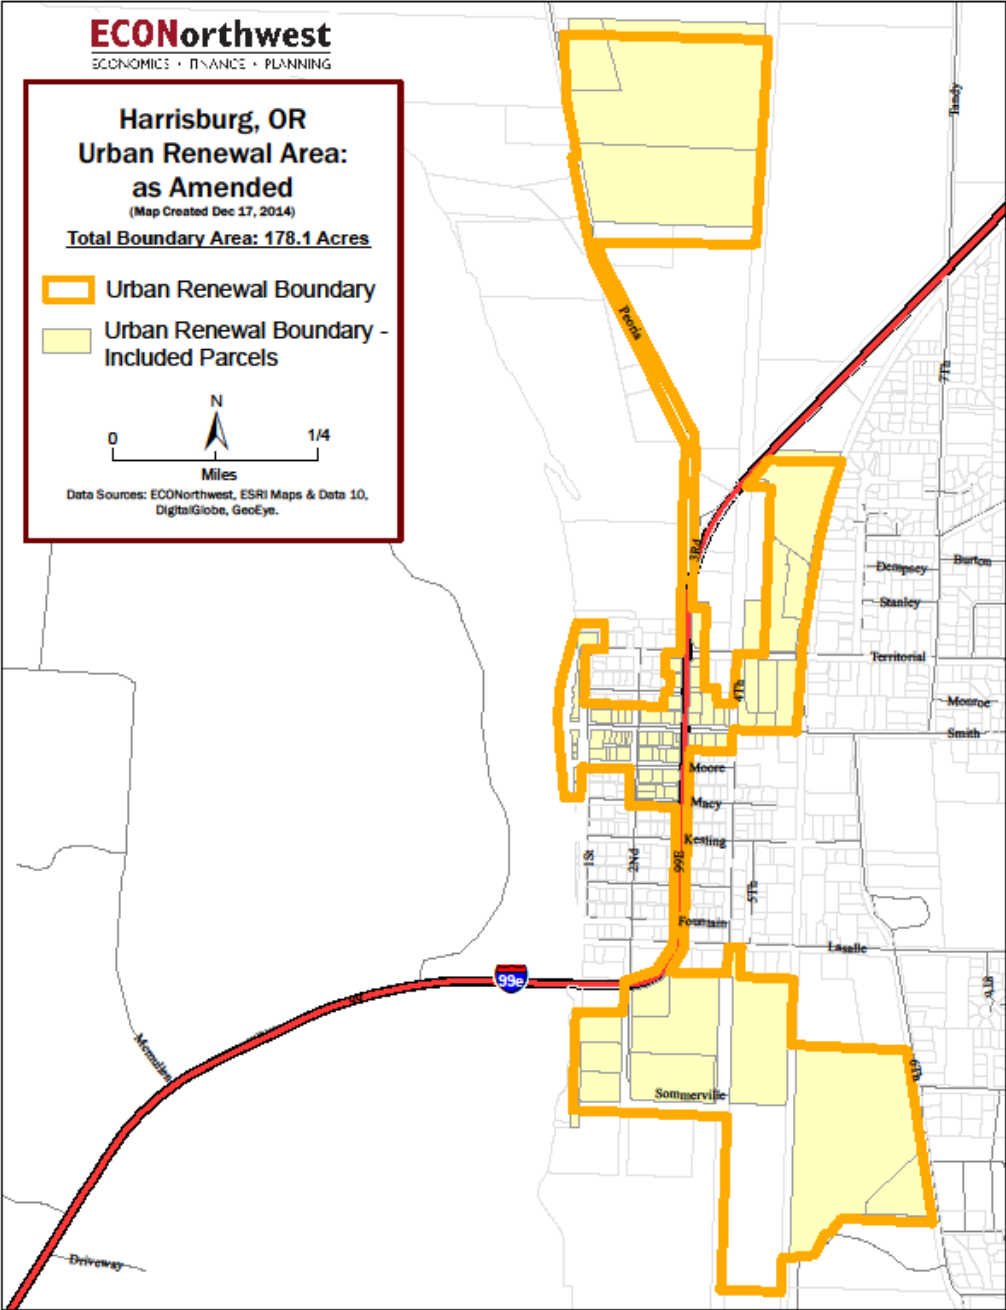 ECONorthwest
ECONOMICS • FINANCE • PLANNING
Harrisburg, OR
Urban Renewal Area:
as Amended
(Map Created Dec 17, 2014)
Total Boundary Area: 178.1 Acres
Urban Renewal Boundary
Urban Renewal Boundary -
Included Parcels
N
0 1/4
Miles
Data Sources: ECONorthwest, ESRI Maps & Data 10,
DigitalGlobe, GeoEye.
Tandy
Peoria
7Th
3Rd
Dempsey
Burton
Stanley
Territorial
4Th
Monroe
Smith
Moore
Macy
Kesling
1St
2Nd
99E
5Th
Fountain
Lasalle
99e
9Th
Mcmullen
6Th
Sommerville
Driveway